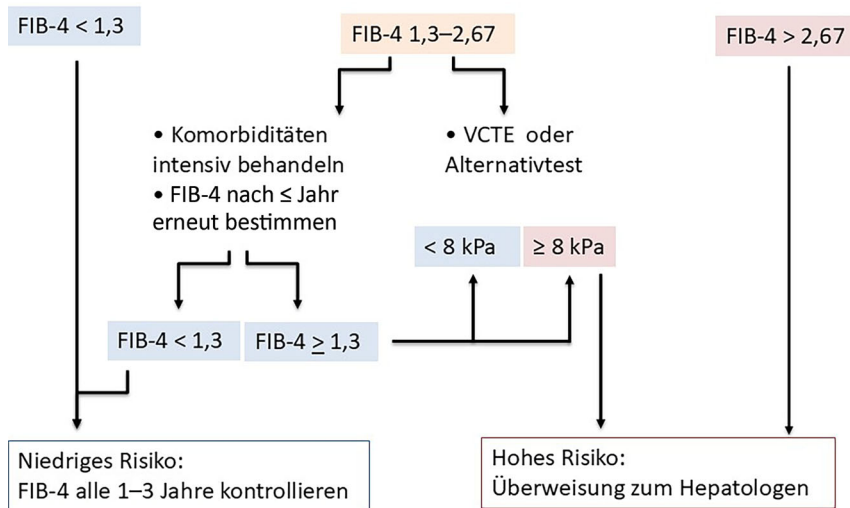 FIB-4 < 1,3
FIB-4 1,3–2,67
FIB-4 > 2,67
• Komorbiditäten
intensiv behandeln
• FIB-4 nach ≤ Jahr
erneut bestimmen
• VCTE oder
Alternativtest
< 8 kPa
≥ 8 kPa
FIB-4 < 1,3
FIB-4 ≥ 1,3
Niedriges Risiko:
FIB-4 alle 1–3 Jahre kontrollieren
Hohes Risiko:
Überweisung zum Hepatologen